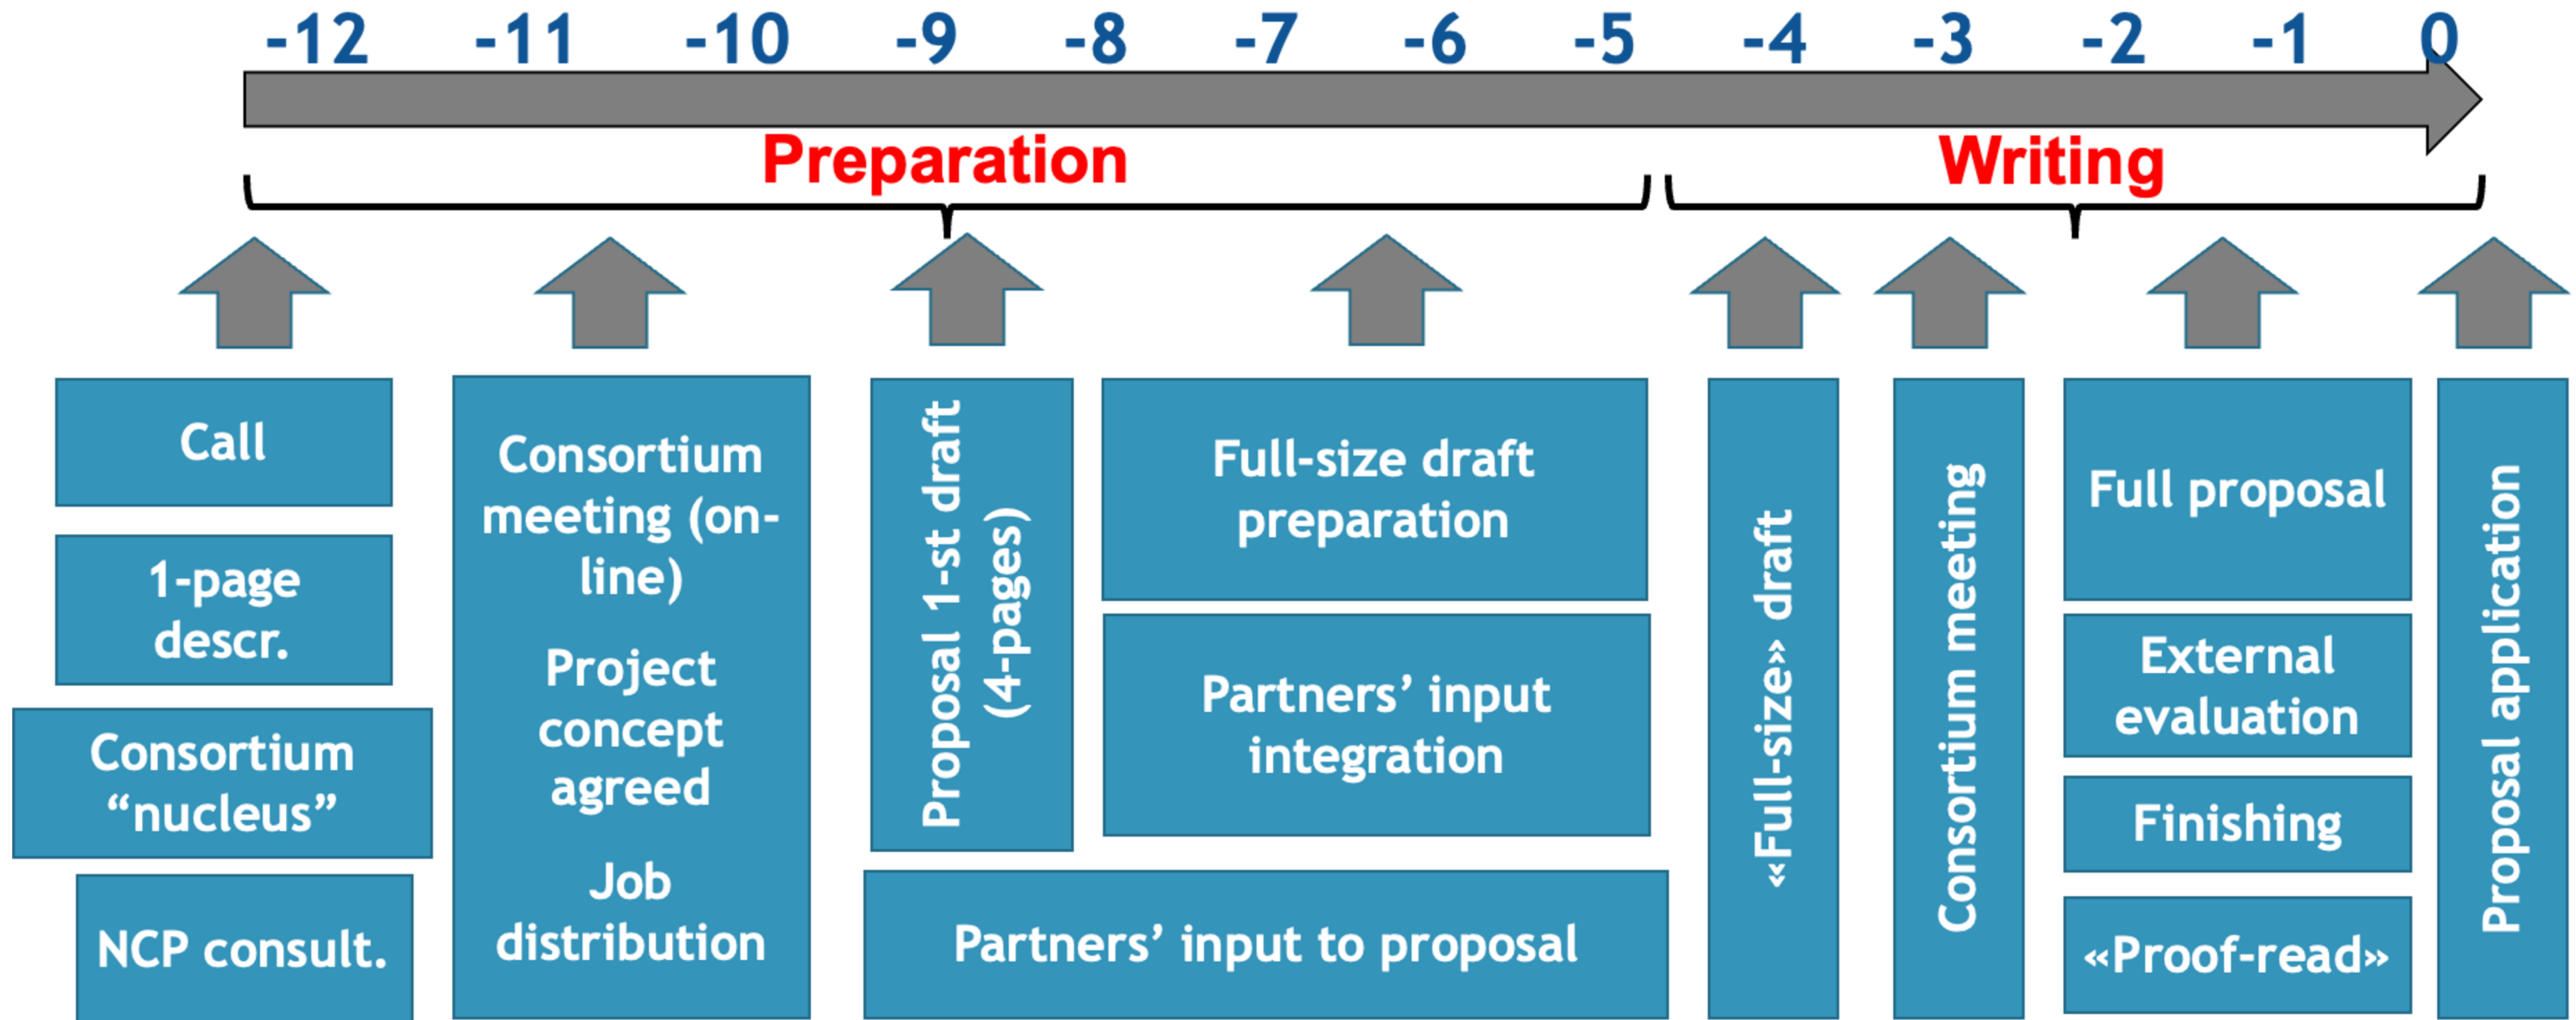 -12 -11 -10 -9 -8 -7 -6 -5 -4 -3 -2 -1 0
Preparation
Writing
Call
1-page
descr.
Consortium
“nucleus”
NCP consult.
Consortium
meeting (on-
line)
Project
concept
agreed
Job
distribution
Proposal 1-st draft
(4-pages)
Full-size draft
preparation
Partners’ input
integration
Partners’ input to proposal
«Full-size» draft
Consortium meeting
Full proposal
External
evaluation
Finishing
«Proof-read»
Proposal application